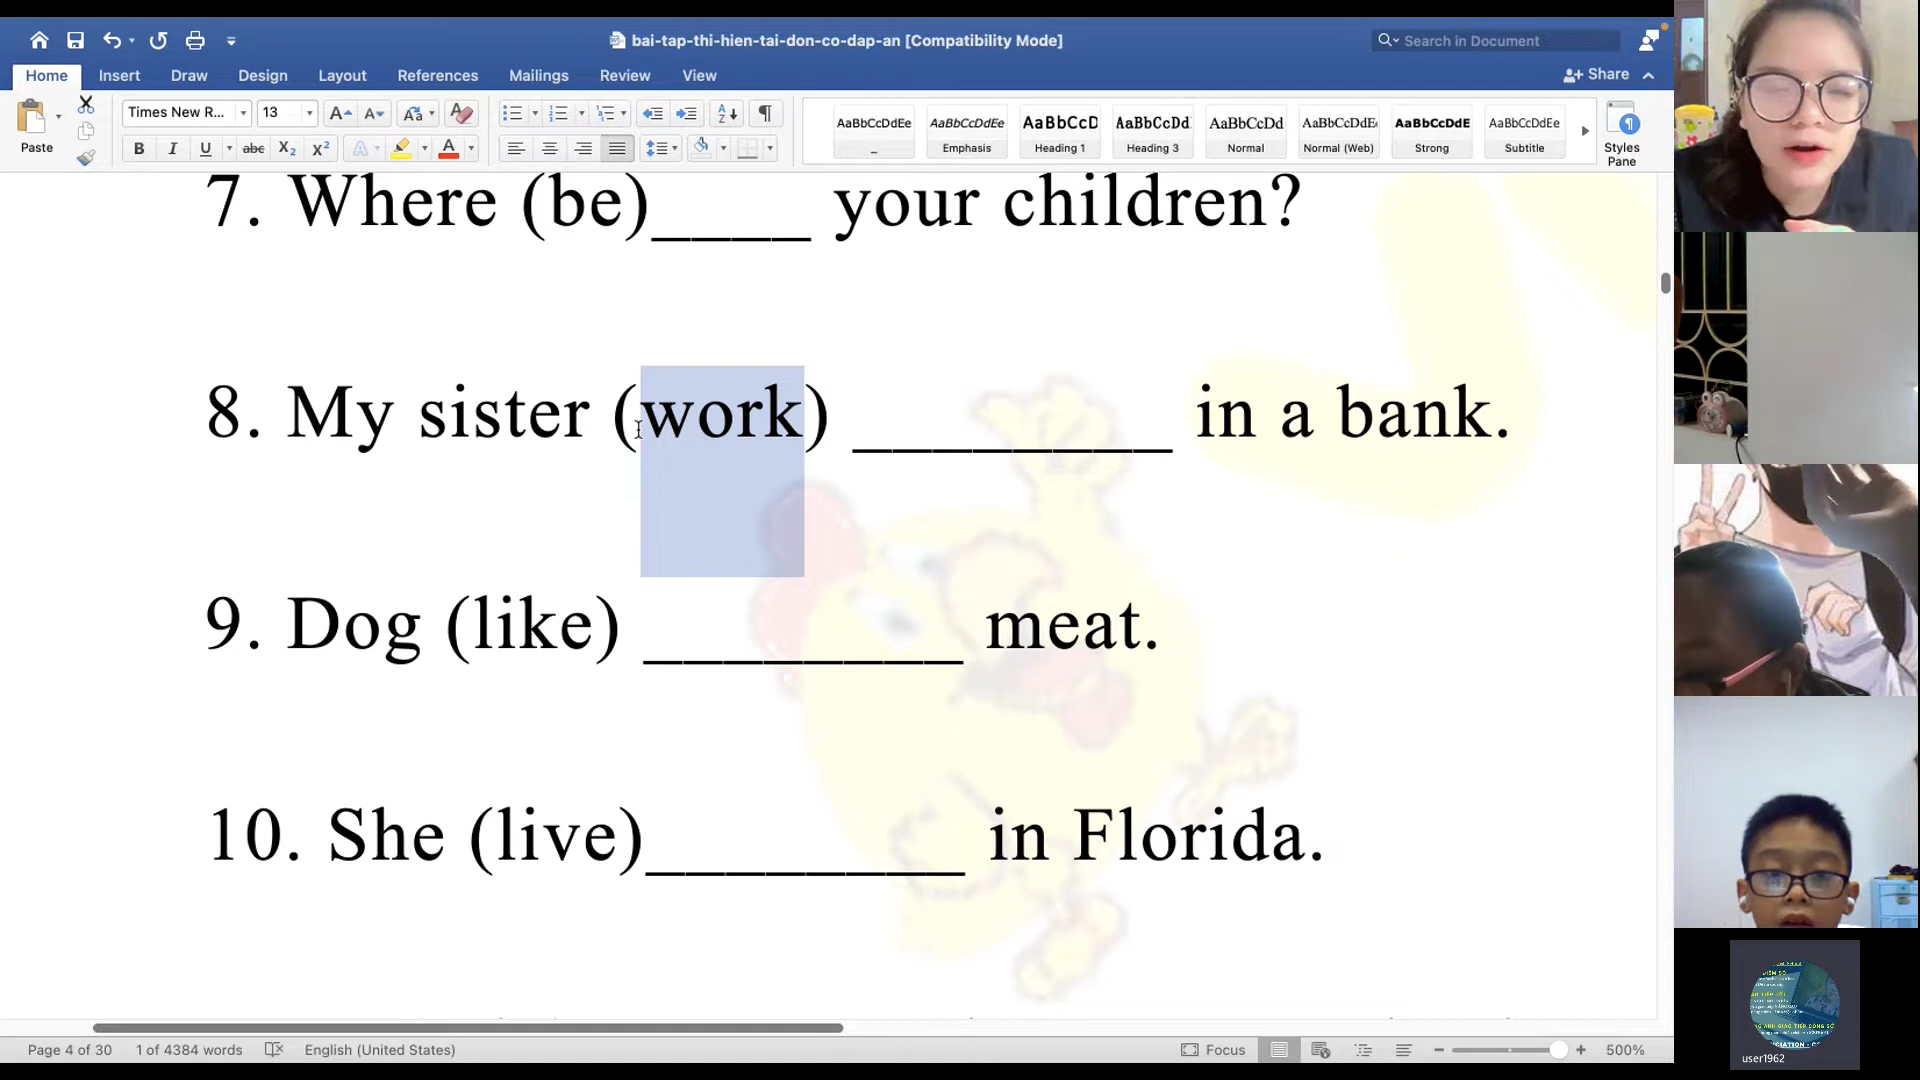 bai-tap-thi-hien-tai-don-co-dap-an [Compatibility Mode]
Search in Document
Home Insert Draw Design Layout References Mailings Review View
Share
Paste
Times New R... 13
AaBbCcDdEe AaBbCcDdEe AaBbCcD AaBbCcDd AaBbCcDd AaBbCcDdE AaBbCcDdE AaBbCcDdEe
Emphasis Heading 1 Heading 3 Normal Normal (Web) Strong Subtitle
Styles Pane
7. Where (be)____ your children?
8. My sister (work) ________ in a bank.
9. Dog (like) ________ meat.
10. She (live)________ in Florida.
Page 4 of 30 1 of 4384 words English (United States)
Focus
500%
user1962